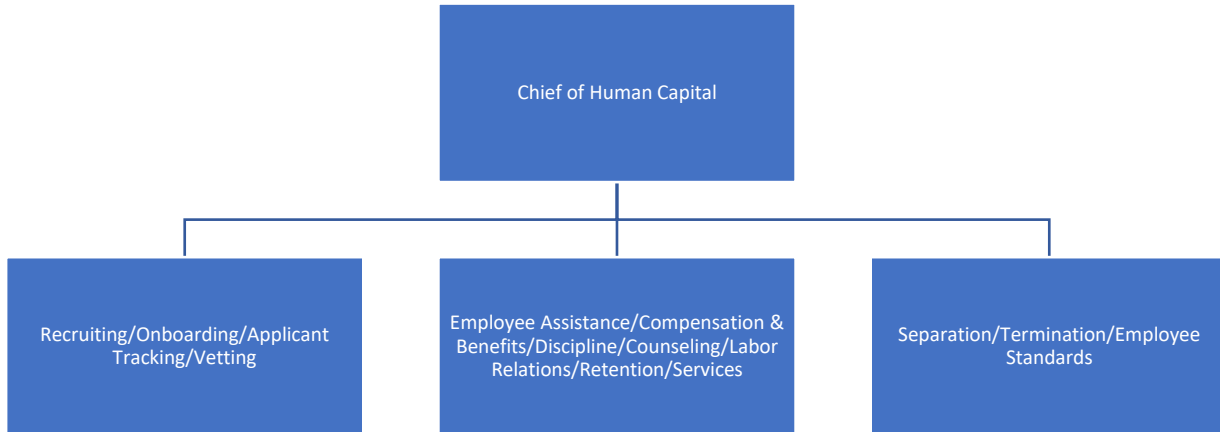 Chief of Human Capital
Recruiting/Onboarding/Applicant
Tracking/Vetting
Employee Assistance/Compensation &
Benefits/Discipline/Counseling/Labor
Relations/Retention/Services
Separation/Termination/Employee
Standards